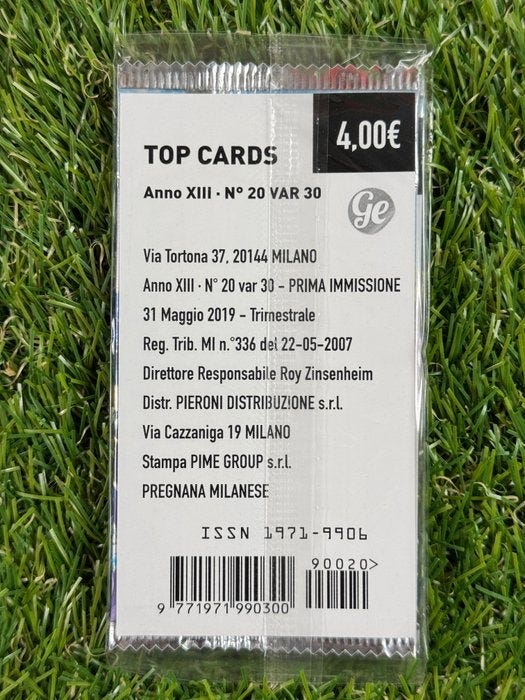 4,00€
TOP CARDS
Anno XIII · N° 20 VAR 30
Ge
Via Tortona 37, 20144 MILANO
Anno XIII · N° 20 var 30 – PRIMA IMMISSIONE
31 Maggio 2019 – Trimestrale
Reg. Trib. MI n.°336 del 22-05-2007
Direttore Responsabile Roy Zinsenheim
Distr. PIERONI DISTRIBUZIONE s.r.l.
Via Cazzaniga 19 MILANO
Stampa PIME GROUP s.r.l.
PREGNANA MILANESE
ISSN 1971-9906
90020>
9 771971 990300